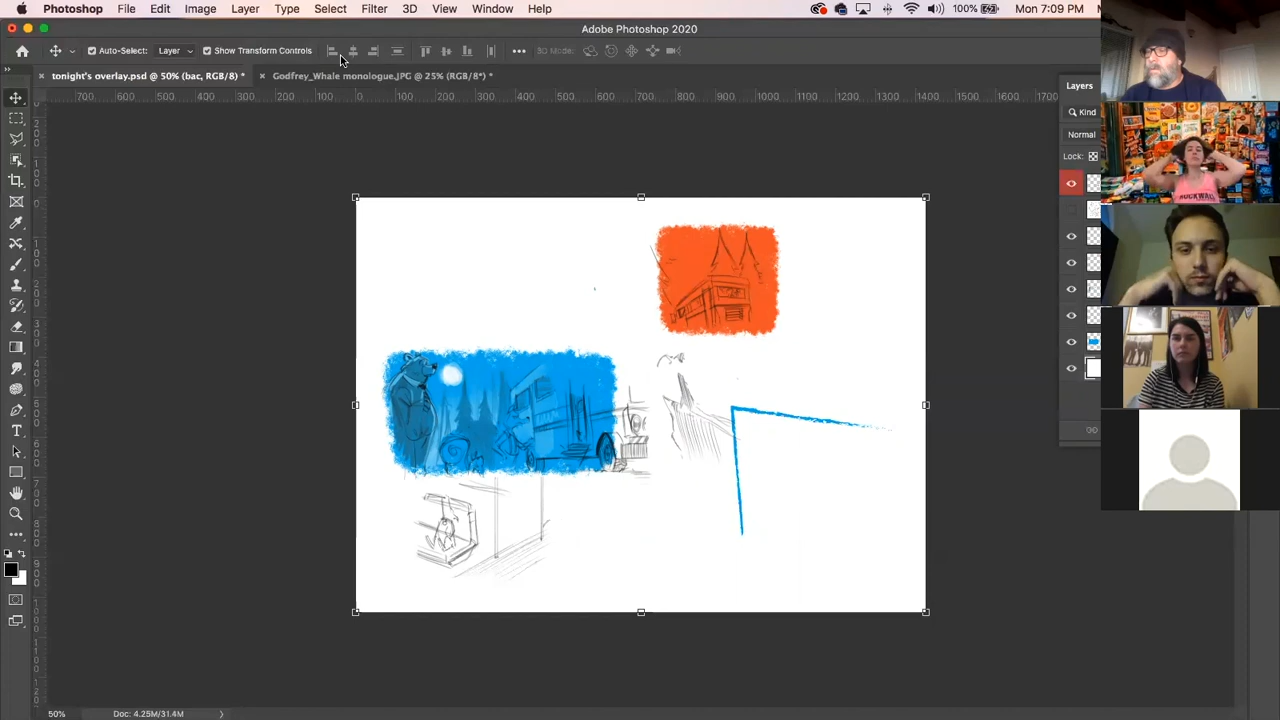 Photoshop File Edit Image Layer Type Select Filter 3D View Window Help 100% Mon 7:09 PM
Adobe Photoshop 2020
Auto-Select: Layer Show Transform Controls 3D Mode:
tonight's overlay.psd @ 50% (bac, RGB/8) * Godfrey_Whale monologue.JPG @ 25% (RGB/8*) *
700 600 500 400 300 200 100 0 100 200 300 400 500 600 700 800 900 1000 1100 1200 1300 1400 1500 1600 1700
Layers
Kind
Normal
Lock:
ROCKWALL
50% Doc: 4.25M/31.4M